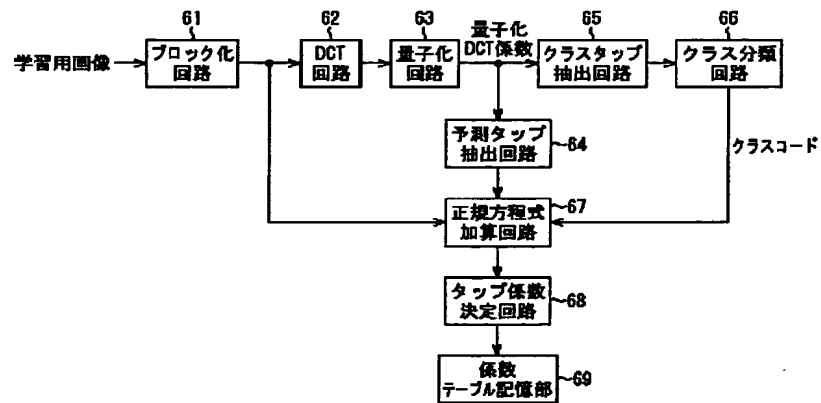 61
62
63
量子化
DCT係数
65
66
学習用画像
ブロック化
回路
DCT
回路
量子化
回路
クラスタップ
抽出回路
クラス分類
回路
予測タップ
抽出回路
64
クラスコード
正規方程式
加算回路
67
タップ係数
決定回路
68
係数
テーブル記憶部
69